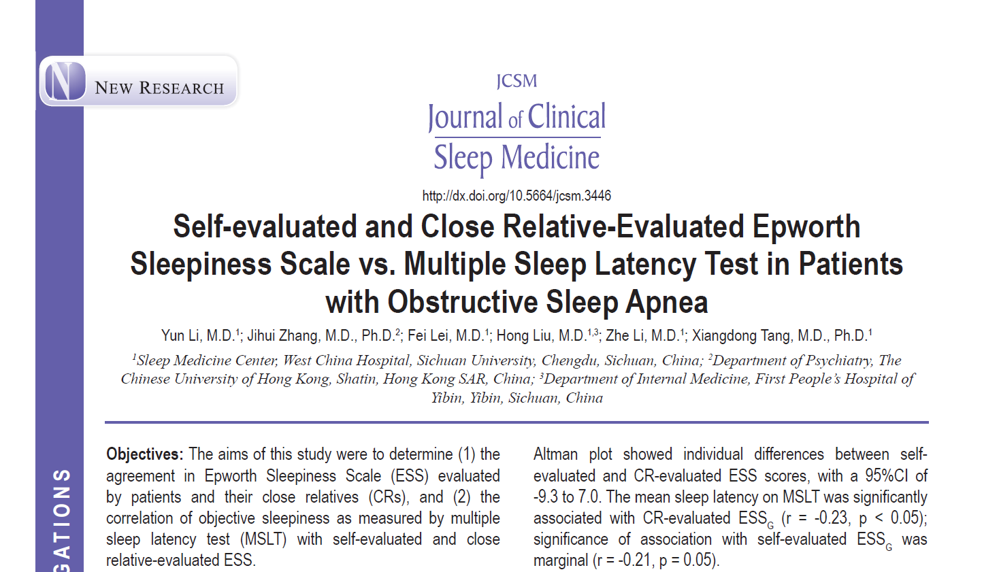 N
NEW RESEARCH
JCSM
Journal of Clinical
Sleep Medicine
http://dx.doi.org/10.5664/jcsm.3446
Self-evaluated and Close Relative-Evaluated Epworth
Sleepiness Scale vs. Multiple Sleep Latency Test in Patients
with Obstructive Sleep Apnea
Yun Li, M.D.¹; Jihui Zhang, M.D., Ph.D.²; Fei Lei, M.D.¹; Hong Liu, M.D.¹,³; Zhe Li, M.D.¹; Xiangdong Tang, M.D., Ph.D.¹
¹Sleep Medicine Center, West China Hospital, Sichuan University, Chengdu, Sichuan, China; ²Department of Psychiatry, The
Chinese University of Hong Kong, Shatin, Hong Kong SAR, China; ³Department of Internal Medicine, First People's Hospital of
Yibin, Yibin, Sichuan, China
Objectives: The aims of this study were to determine (1) the
agreement in Epworth Sleepiness Scale (ESS) evaluated
by patients and their close relatives (CRs), and (2) the
correlation of objective sleepiness as measured by multiple
sleep latency test (MSLT) with self-evaluated and close
relative-evaluated ESS.
Altman plot showed individual differences between self-
evaluated and CR-evaluated ESS scores, with a 95%CI of
-9.3 to 7.0. The mean sleep latency on MSLT was significantly
associated with CR-evaluated ESS_G (r = -0.23, p < 0.05);
significance of association with self-evaluated ESS_G was
marginal (r = -0.21, p = 0.05).
GATIONS